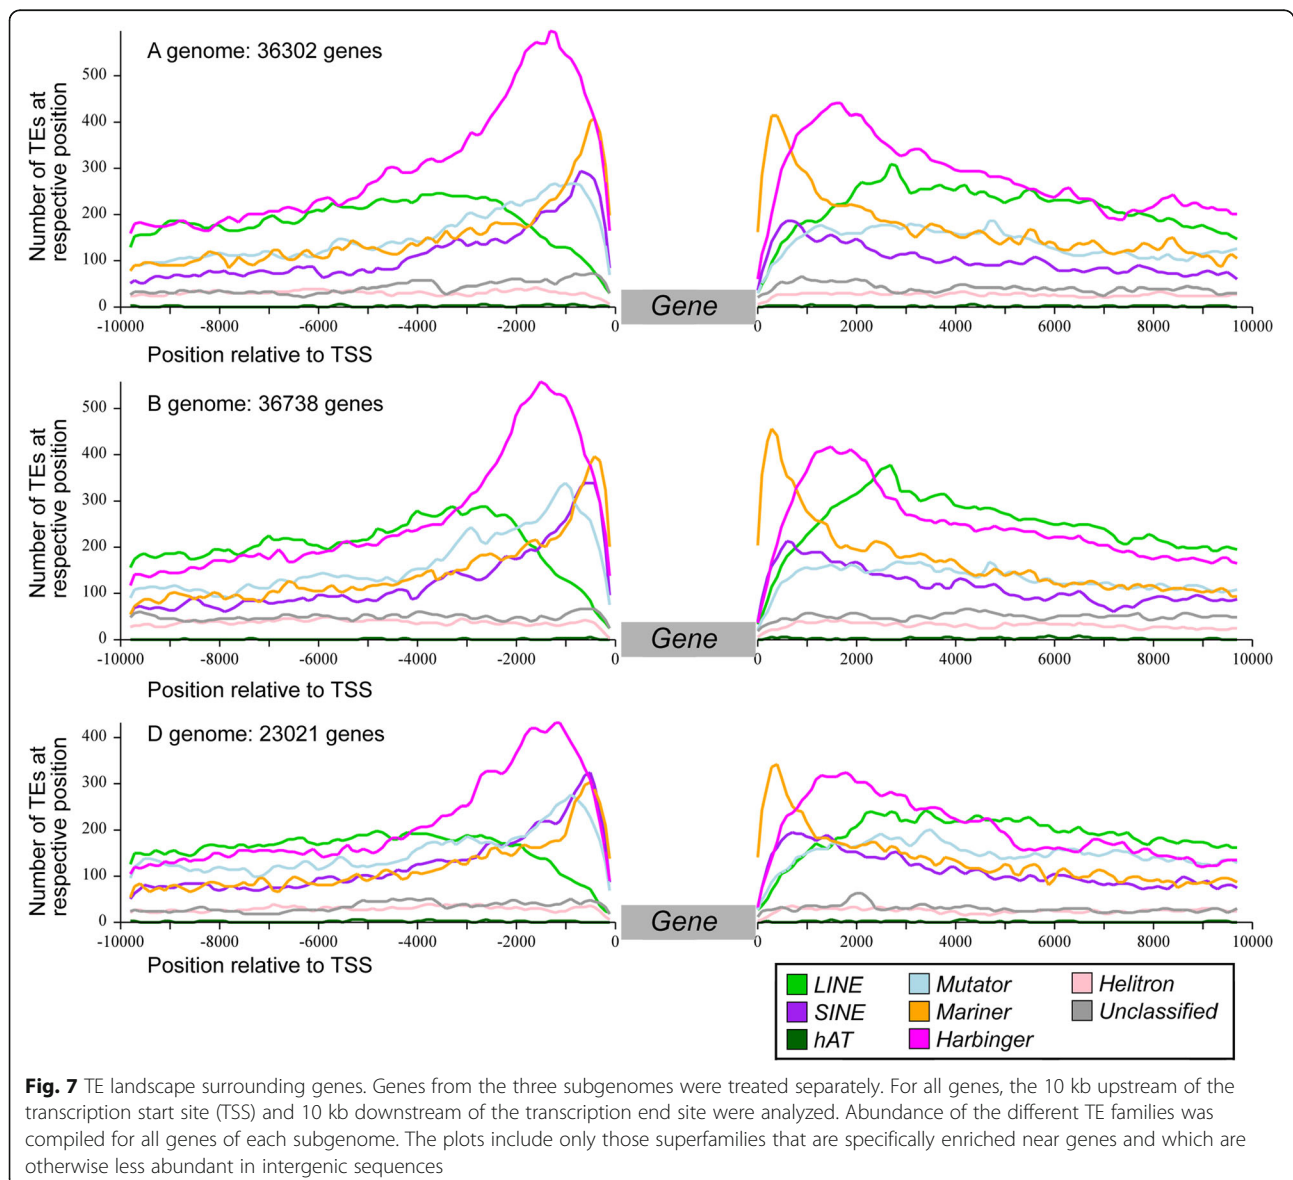 A genome: 36302 genes
Number of TEs at
respective position
500
400
300
200
100
0
-10000
-8000
-6000
-4000
-2000
0
Gene
0
2000
4000
6000
8000
10000
Position relative to TSS
B genome: 36738 genes
Number of TEs at
respective position
500
400
300
200
100
0
-10000
-8000
-6000
-4000
-2000
0
Gene
0
2000
4000
6000
8000
10000
Position relative to TSS
D genome: 23021 genes
Number of TEs at
respective position
400
300
200
100
0
-10000
-8000
-6000
-4000
-2000
0
Gene
0
2000
4000
6000
8000
10000
Position relative to TSS
LINE
SINE
hAT
Mutator
Mariner
Harbinger
Helitron
Unclassified
Fig. 7 TE landscape surrounding genes. Genes from the three subgenomes were treated separately. For all genes, the 10 kb upstream of the
transcription start site (TSS) and 10 kb downstream of the transcription end site were analyzed. Abundance of the different TE families was
compiled for all genes of each subgenome. The plots include only those superfamilies that are specifically enriched near genes and which are
otherwise less abundant in intergenic sequences